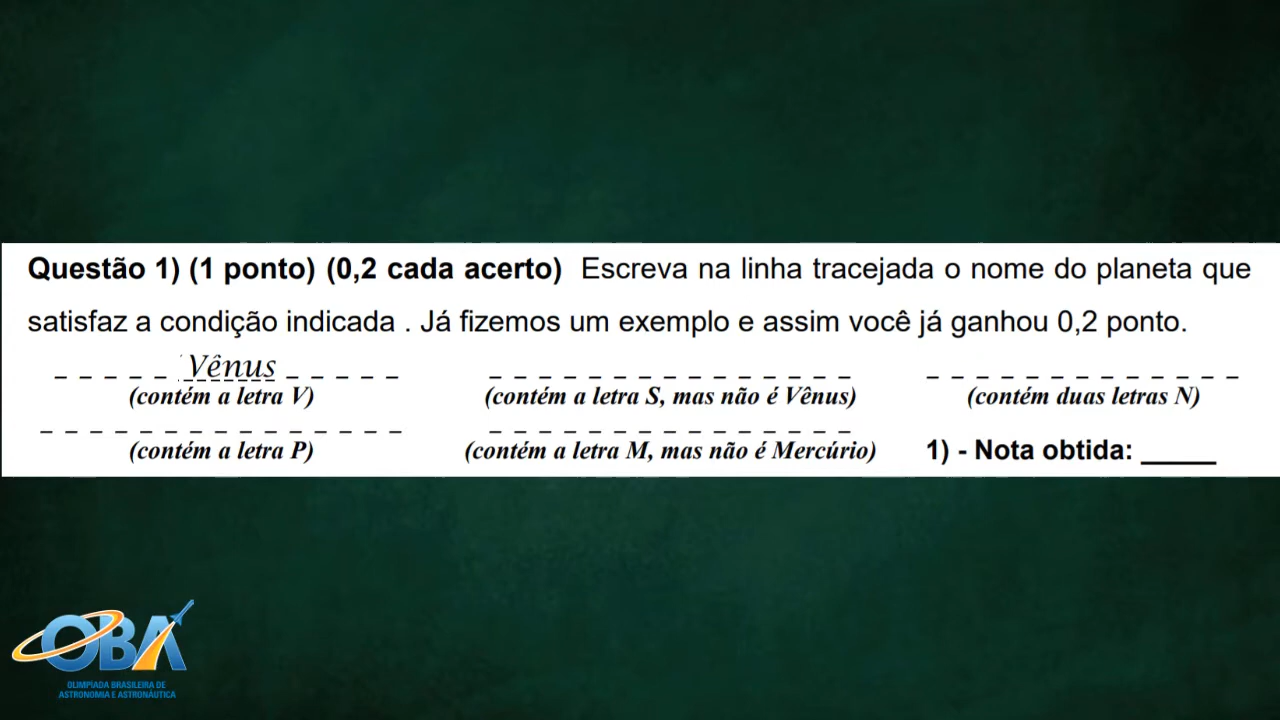 Questão 1) (1 ponto) (0,2 cada acerto) Escreva na linha tracejada o nome do planeta que
satisfaz a condição indicada . Já fizemos um exemplo e assim você já ganhou 0,2 ponto.
_ _ _ _ _ Vênus _ _ _ _ _ _ _ _ _ _ _ _ _ _ _ _ _ _ _ _ _ _ _ _ _ _ _ _ _ _ _ _ _
(contém a letra V) (contém a letra S, mas não é Vênus) (contém duas letras N)
_ _ _ _ _ _ _ _ _ _ _ _ _ _ _ _ _ _ _ _ _ _ _ _ _ _ _ _ _ _
(contém a letra P) (contém a letra M, mas não é Mercúrio) 1) - Nota obtida: _____
OBA
OLIMPÍADA BRASILEIRA DE
ASTRONOMIA E ASTRONÁUTICA